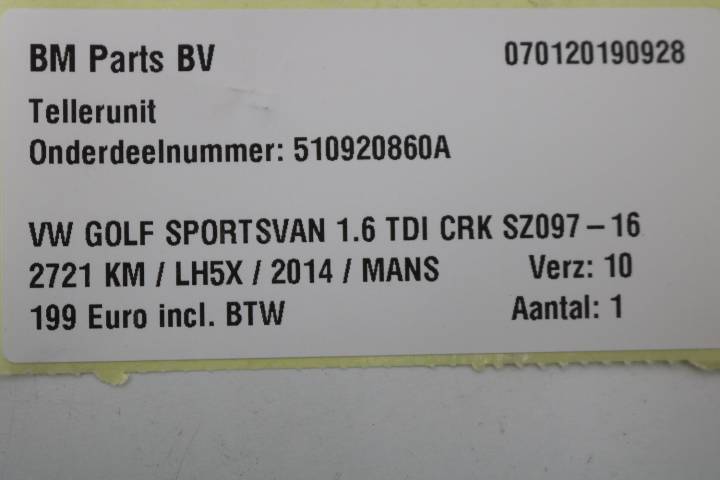 BM Parts BV 070120190928
Tellerunit
Onderdeelnummer: 510920860A
VW GOLF SPORTSVAN 1.6 TDI CRK SZ097-16
2721 KM / LH5X / 2014 / MANS Verz: 10
199 Euro incl. BTW Aantal: 1